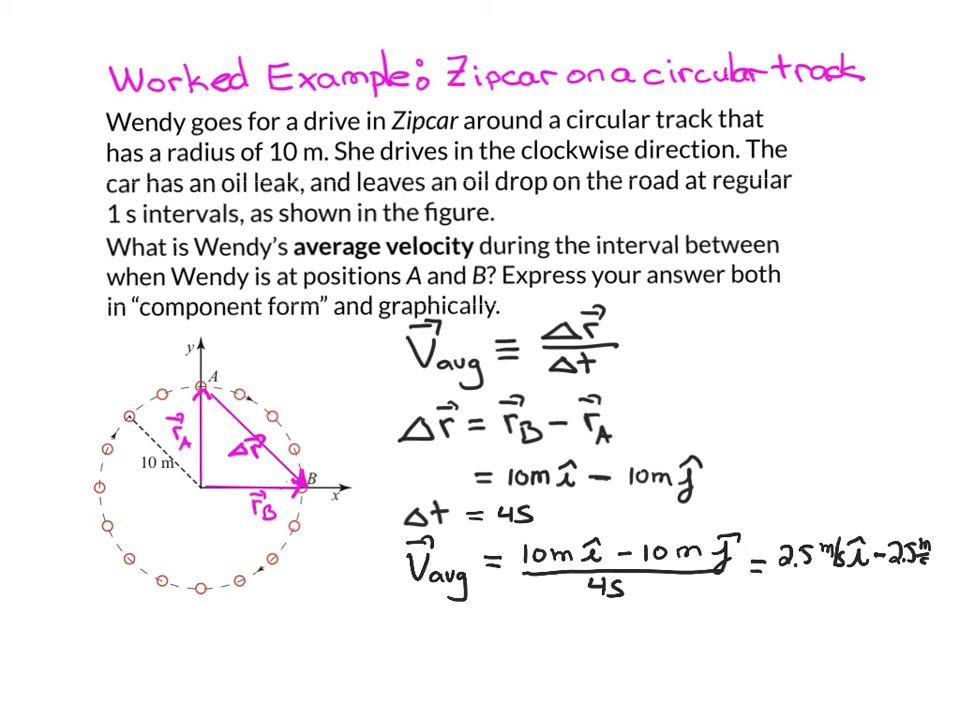 Worked Example: Zipcar on a circular track
Wendy goes for a drive in Zipcar around a circular track that
has a radius of 10 m. She drives in the clockwise direction. The
car has an oil leak, and leaves an oil drop on the road at regular
1 s intervals, as shown in the figure.
What is Wendy's average velocity during the interval between
when Wendy is at positions A and B? Express your answer both
in “component form” and graphically.
V⃗avg ≡ Δr⃗/Δt
Δr⃗ = r⃗B − r⃗A
= 10m î − 10m ĵ
Δt = 4s
V⃗avg = (10m î − 10m ĵ)/4s = 2.5 m/s î − 2.5 m/s
y
A
r⃗A
Δr⃗
10 m
B
x
r⃗B